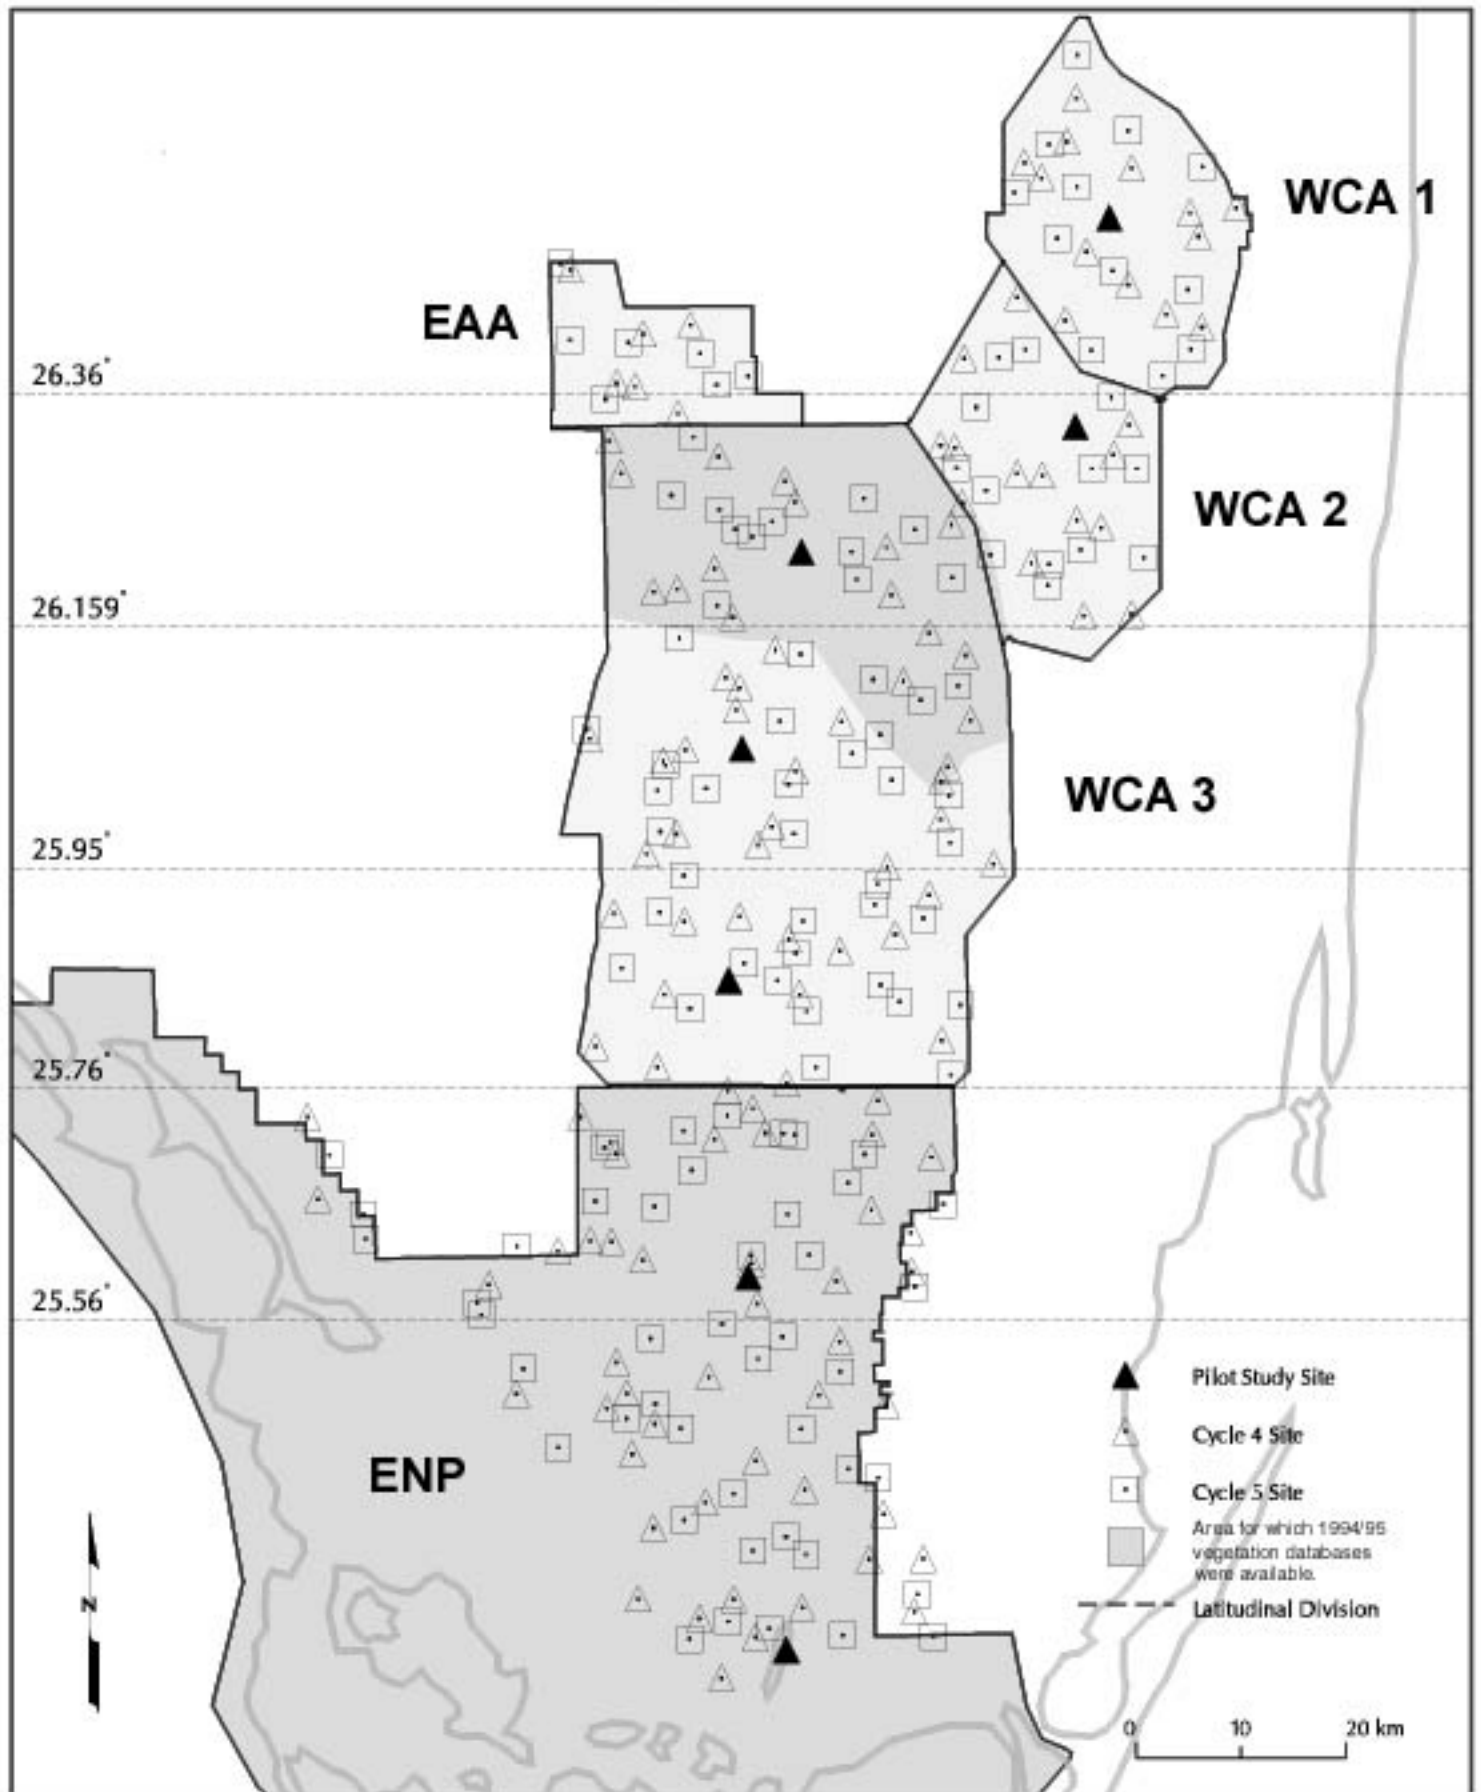 WCA 1
EAA
26.36°
WCA 2
26.159°
WCA 3
25.95°
25.76°
25.56°
Pilot Study Site
Cycle 4 Site
ENP
Cycle 5 Site
Area for which 1994/95
vegetation databases
were available.
N
Latitudinal Division
0 10 20 km